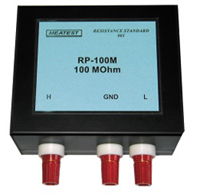 MEATEST
RESISTANCE STANDARD
RP-100M
100 MOhm
H GND L